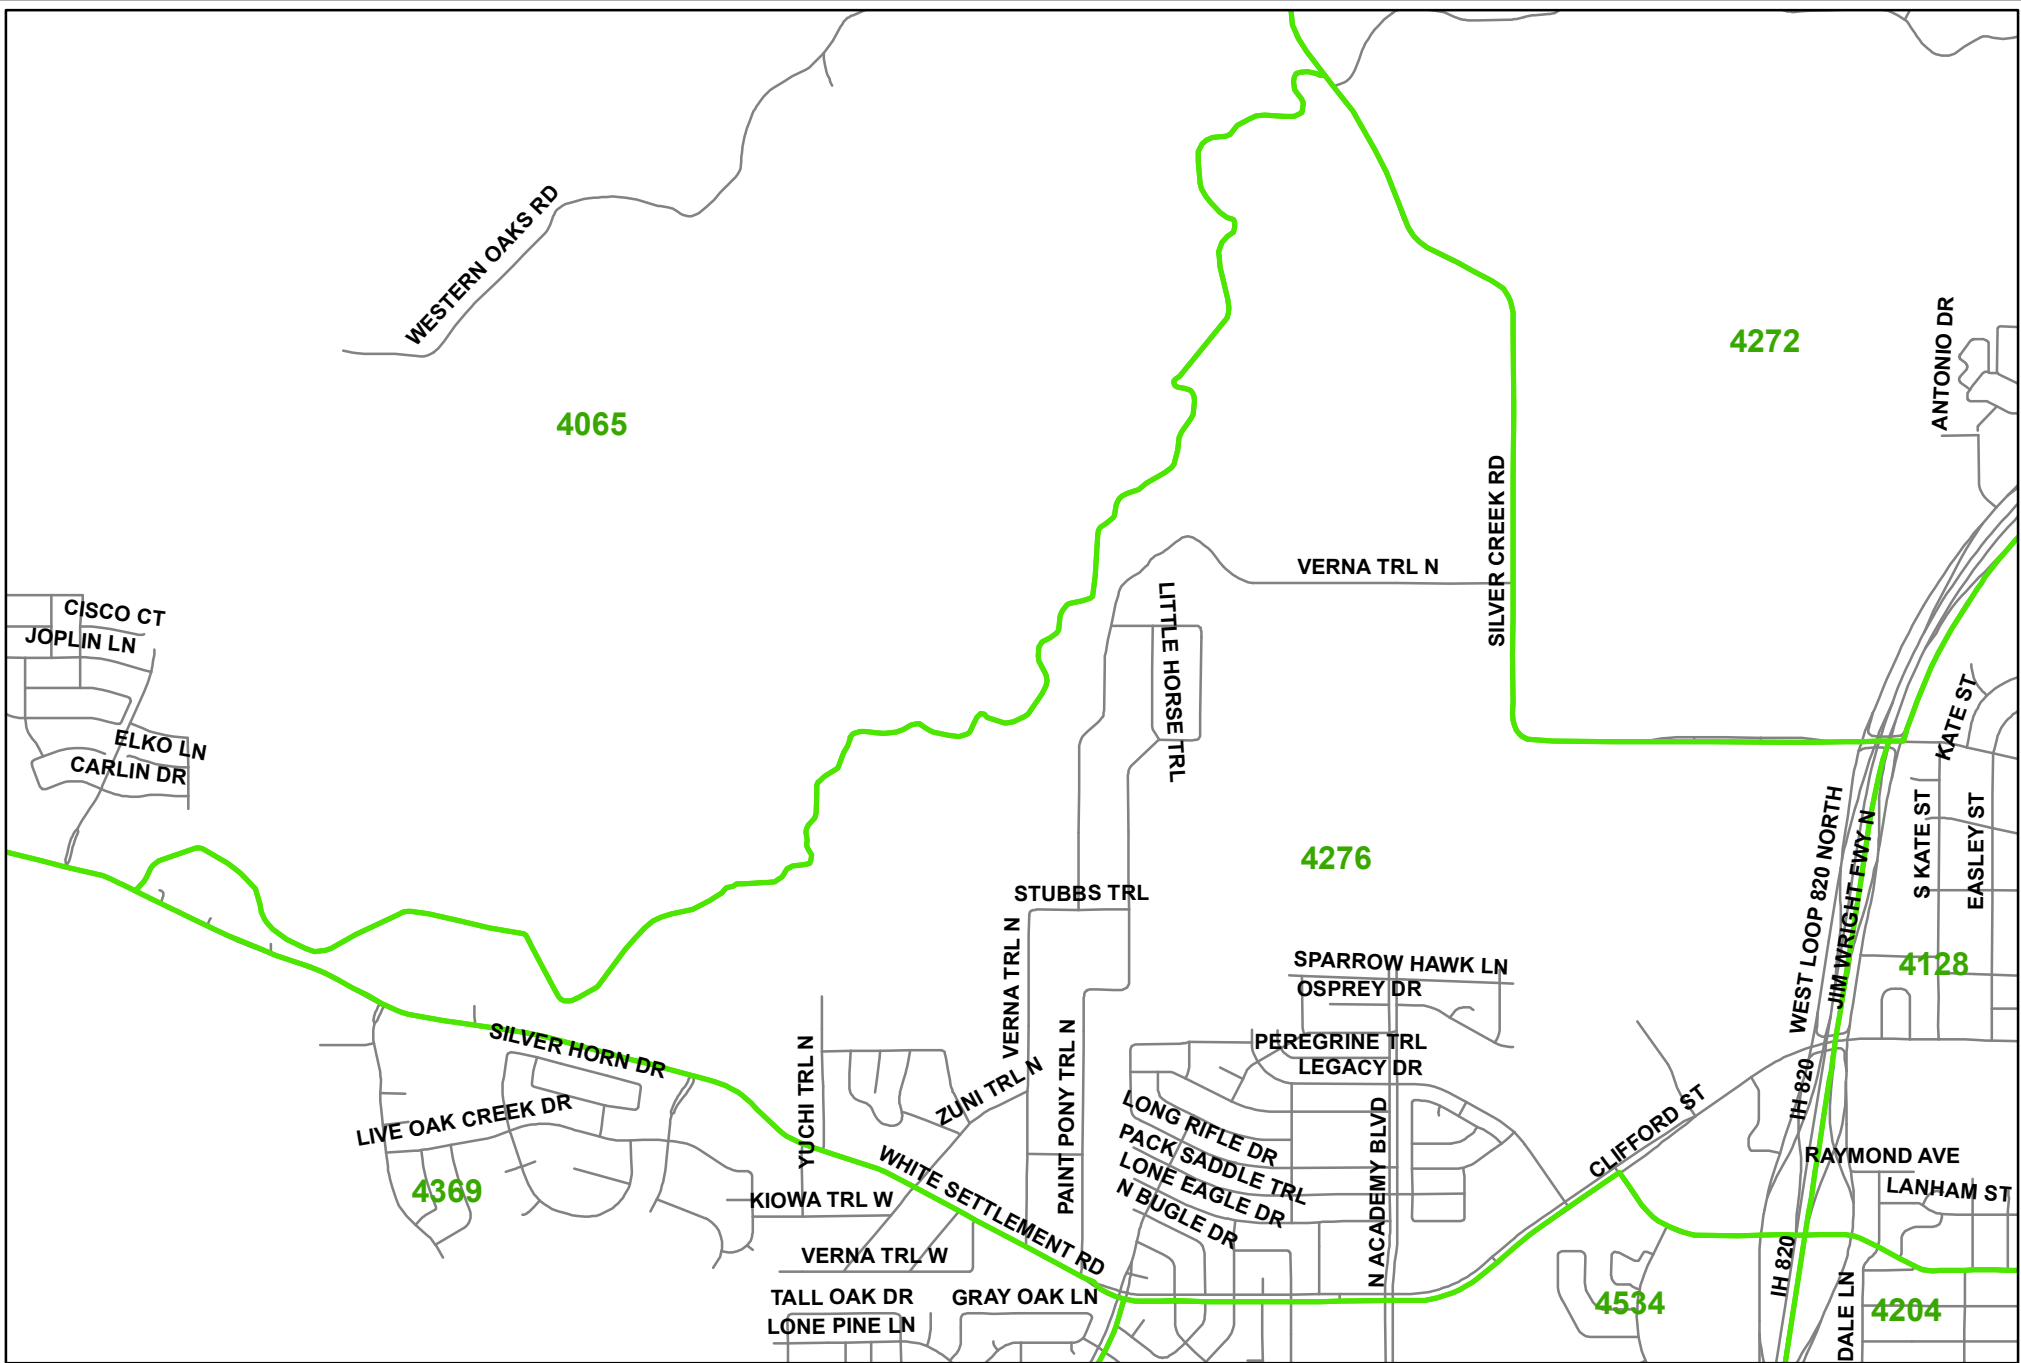 WESTERN OAKS RD
4272
ANTONIO DR
4065
SILVER CREEK RD
VERNA TRL N
LITTLE HORSE TRL
CISCO CT
JOPLIN LN
ELKO LN
CARLIN DR
KATE ST
WEST LOOP 820 NORTH
JIM WRIGHT FWY N
S KATE ST
EASLEY ST
4276
STUBBS TRL
VERNA TRL N
4128
SPARROW HAWK LN
OSPREY DR
PEREGRINE TRL
LEGACY DR
SILVER HORN DR
YUCHI TRL N
ZUNI TRL N
PAINT PONY TRL N
LIVE OAK CREEK DR
LONG RIFLE DR
PACK SADDLE TRL
LONE EAGLE DR
N BUGLE DR
N ACADEMY BLVD
CLIFFORD ST
IH 820
RAYMOND AVE
LANHAM ST
4369
KIOWA TRL W
WHITE SETTLEMENT RD
VERNA TRL W
IH 820
TALL OAK DR
GRAY OAK LN
LONE PINE LN
4534
DALE LN
4204